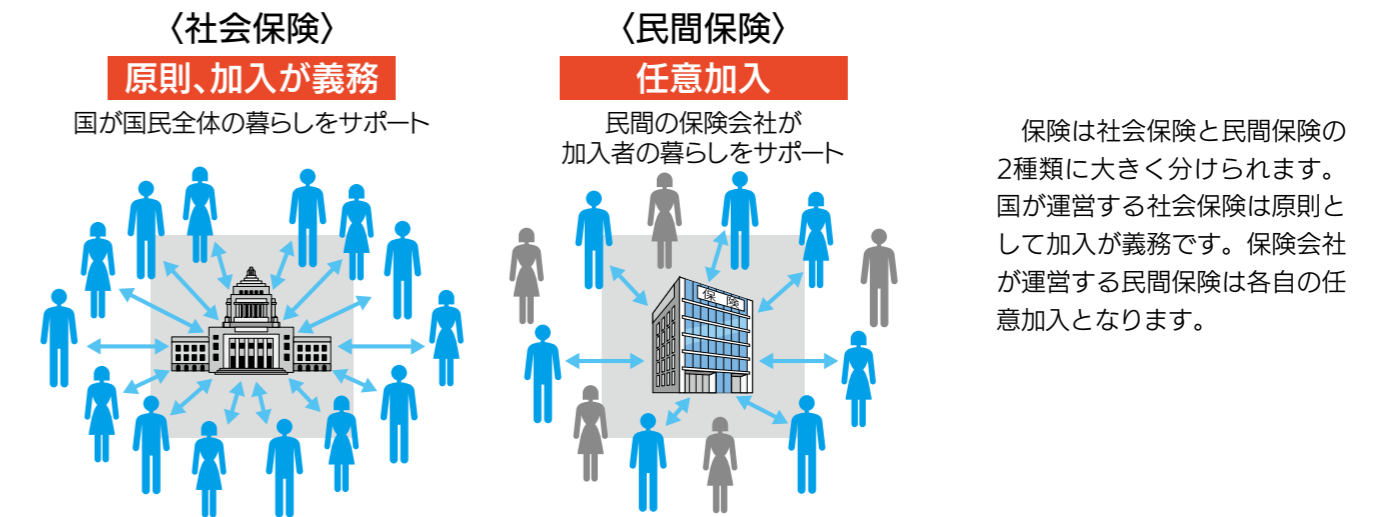 〈社会保険〉
原則、加入が義務
国が国民全体の暮らしをサポート
〈民間保険〉
任意加入
民間の保険会社が
加入者の暮らしをサポート
保険
　保険は社会保険と民間保険の
2種類に大きく分けられます。
国が運営する社会保険は原則と
して加入が義務です。保険会社
が運営する民間保険は各自の任
意加入となります。